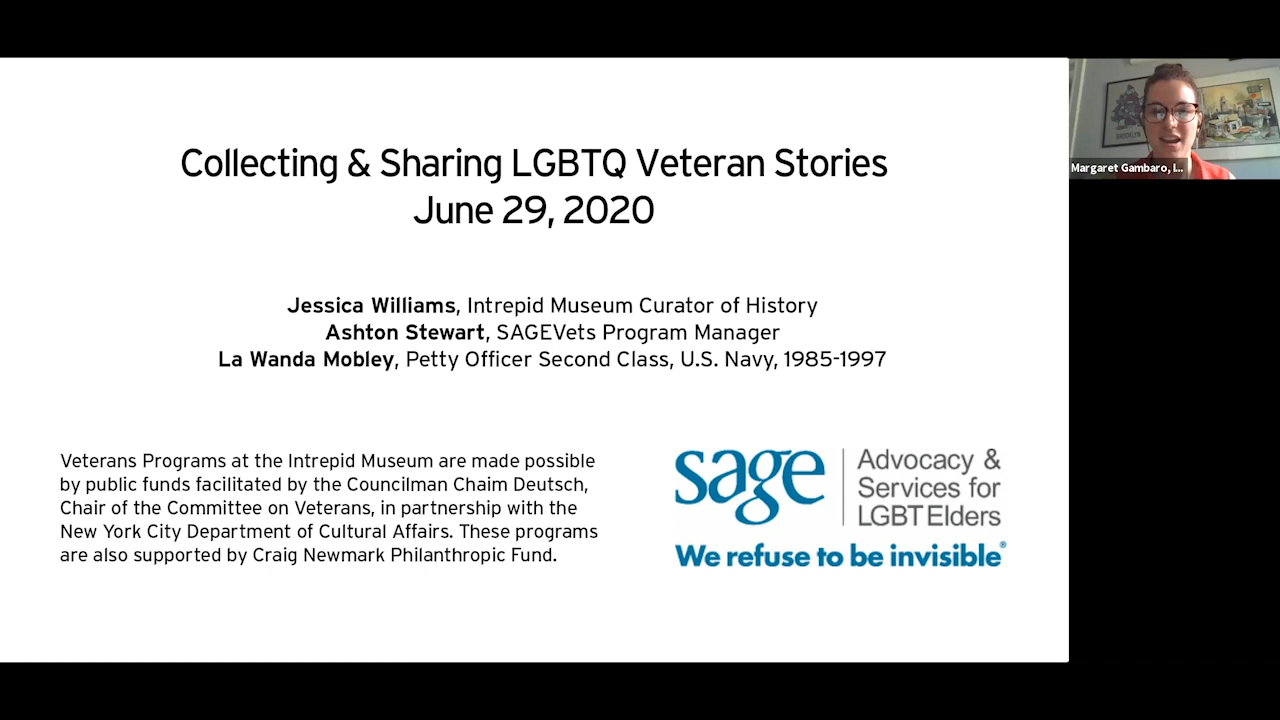 Collecting & Sharing LGBTQ Veteran Stories
June 29, 2020
Jessica Williams, Intrepid Museum Curator of History
Ashton Stewart, SAGEVets Program Manager
La Wanda Mobley, Petty Officer Second Class, U.S. Navy, 1985-1997
Veterans Programs at the Intrepid Museum are made possible
by public funds facilitated by the Councilman Chaim Deutsch,
Chair of the Committee on Veterans, in partnership with the
New York City Department of Cultural Affairs. These programs
are also supported by Craig Newmark Philanthropic Fund.
sage
Advocacy &
Services for
LGBT Elders
We refuse to be invisible®
BROOKLYN
Margaret Gambaro, I...